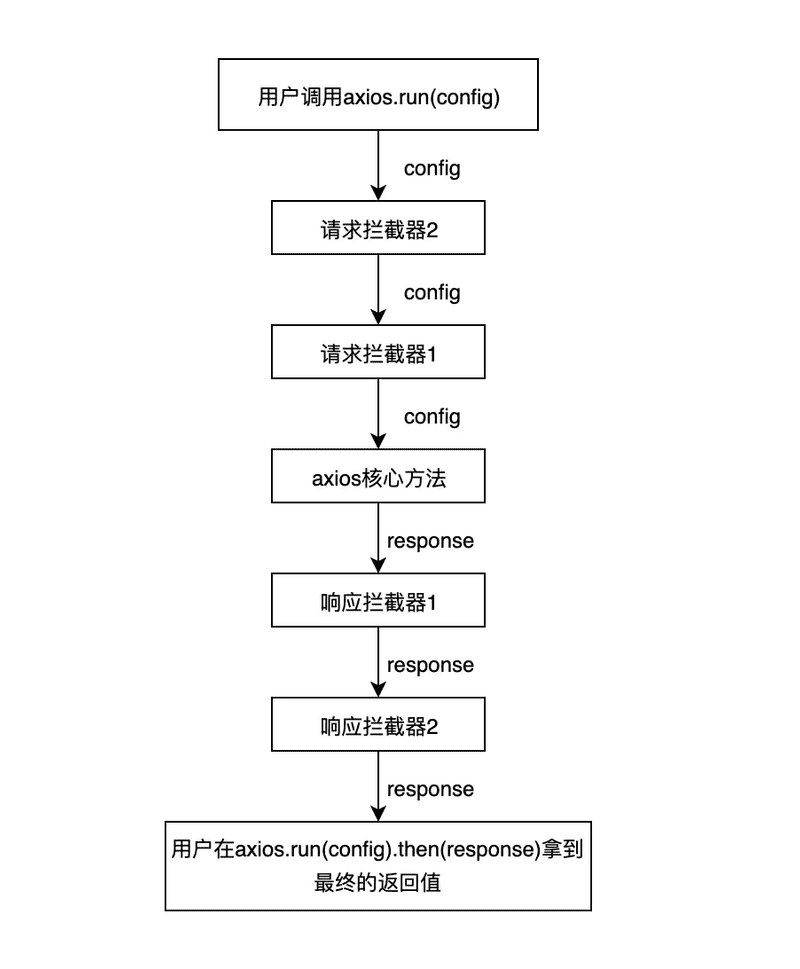 用户调用axios.run(config)
config
请求拦截器2
config
请求拦截器1
config
axios核心方法
response
响应拦截器1
response
响应拦截器2
response
用户在axios.run(config).then(response)拿到
最终的返回值